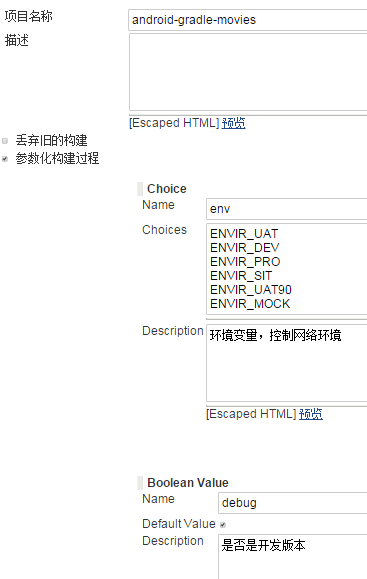 项目名称 android-gradle-movies
描述
[Escaped HTML] 预览
丢弃旧的构建
参数化构建过程
Choice
Name env
Choices ENVIR_UAT
ENVIR_DEV
ENVIR_PRO
ENVIR_SIT
ENVIR_UAT90
ENVIR_MOCK
Description 环境变量，控制网络环境
[Escaped HTML] 预览
Boolean Value
Name debug
Default Value
Description 是否是开发版本